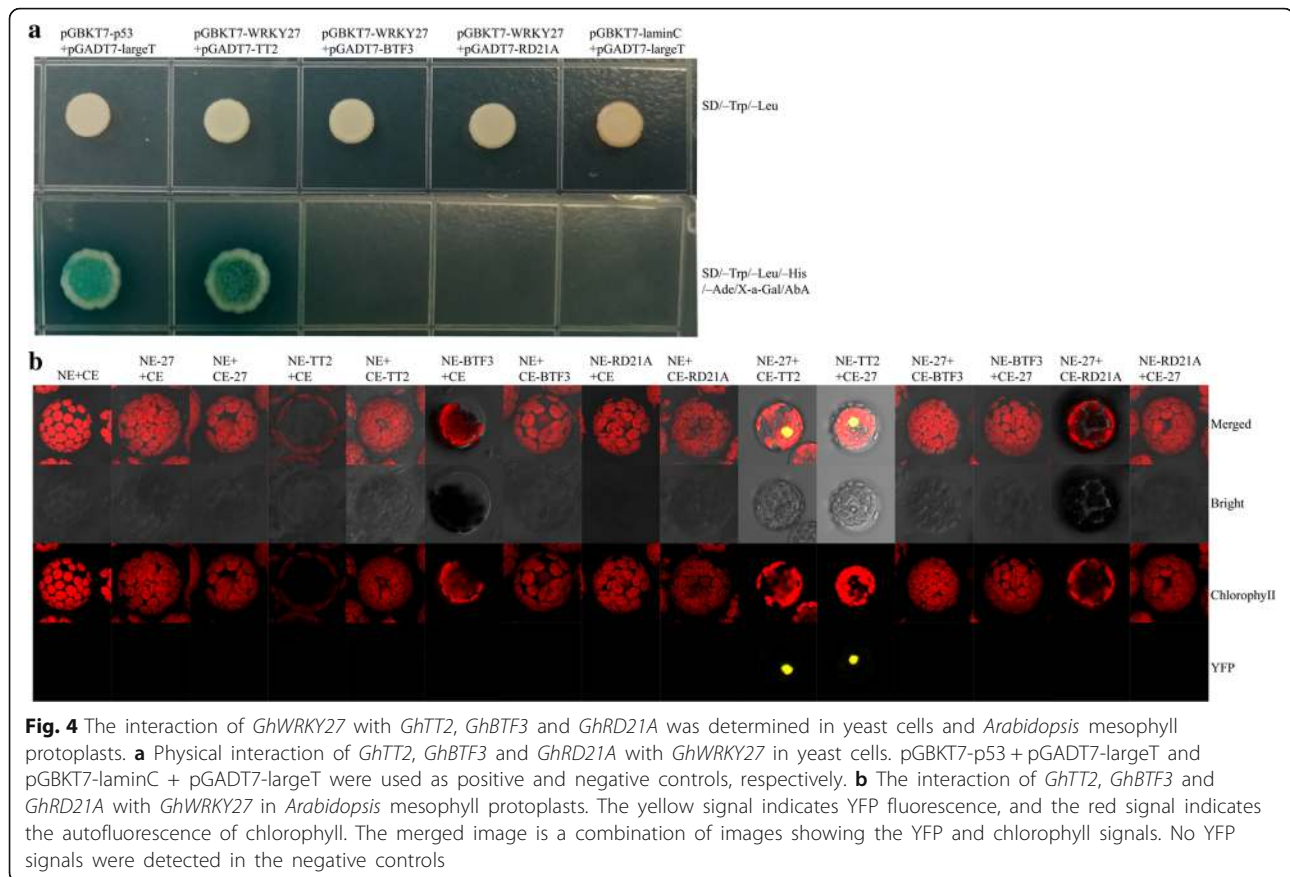 a
pGBKT7-p53 pGBKT7-WRKY27 pGBKT7-WRKY27 pGBKT7-WRKY27 pGBKT7-laminC
+pGADT7-largeT +pGADT7-TT2 +pGADT7-BTF3 +pGADT7-RD21A +pGADT7-largeT
SD/–Trp/–Leu
SD/–Trp/–Leu/–His
/–Ade/X-a-Gal/AbA
b
NE+CE NE-27 +CE NE+ CE-27 NE-TT2 +CE NE+ CE-TT2 NE-BTF3 +CE NE+ CE-BTF3 NE-RD21A +CE NE+ CE-RD21A NE-27+ CE-TT2 NE-TT2 +CE-27 NE-27+ CE-BTF3 NE-BTF3 +CE-27 NE-27+ CE-RD21A NE-RD21A +CE-27
Merged
Bright
ChlorophyII
YFP
Fig. 4 The interaction of GhWRKY27 with GhTT2, GhBTF3 and GhRD21A was determined in yeast cells and Arabidopsis mesophyll
protoplasts. a Physical interaction of GhTT2, GhBTF3 and GhRD21A with GhWRKY27 in yeast cells. pGBKT7-p53 + pGADT7-largeT and
pGBKT7-laminC + pGADT7-largeT were used as positive and negative controls, respectively. b The interaction of GhTT2, GhBTF3 and
GhRD21A with GhWRKY27 in Arabidopsis mesophyll protoplasts. The yellow signal indicates YFP fluorescence, and the red signal indicates
the autofluorescence of chlorophyll. The merged image is a combination of images showing the YFP and chlorophyll signals. No YFP
signals were detected in the negative controls